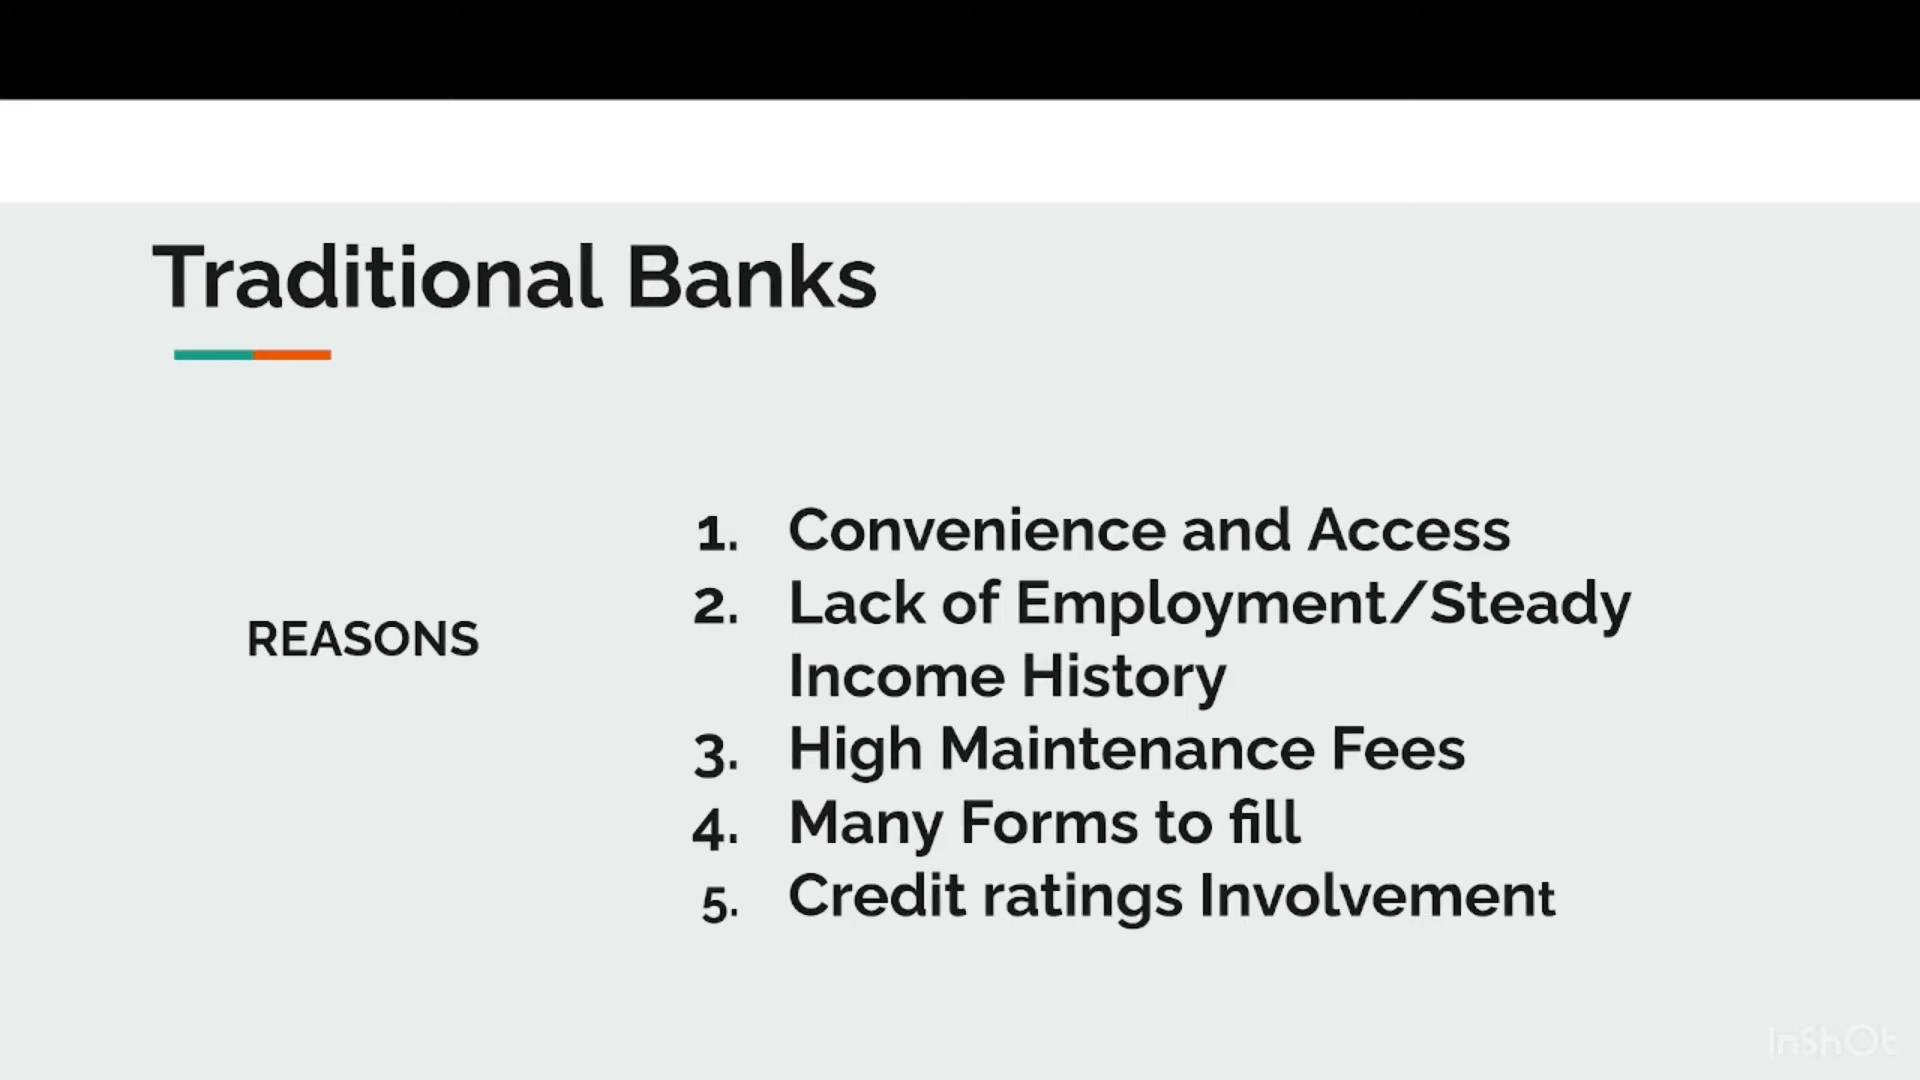 Traditional Banks
REASONS
1. Convenience and Access
2. Lack of Employment/Steady
Income History
3. High Maintenance Fees
4. Many Forms to fill
5. Credit ratings Involvement
InShOt